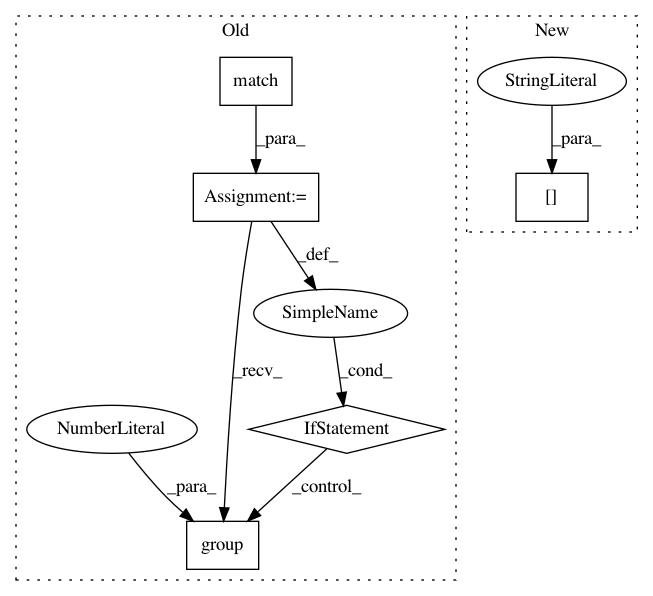 Old
New
match
StringLiteral
_para_
_para_
Assignment:=
[]
_def_
SimpleName
_recv_
_cond_
NumberLiteral
IfStatement
_para_
_control_
group